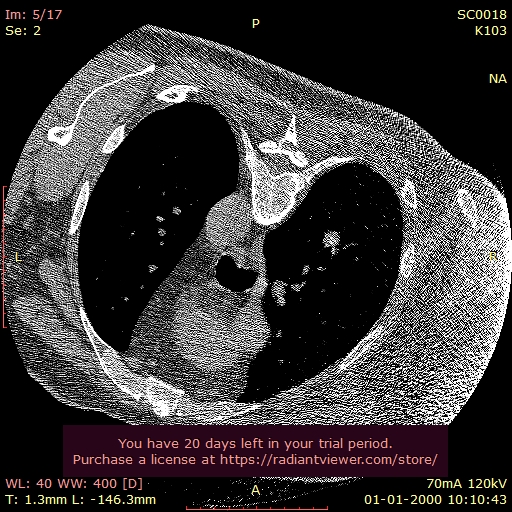 Im: 5/17
Se: 2
P
SC0018
K103
NA
L
R
You have 20 days left in your trial period.
Purchase a license at https://radiantviewer.com/store/
WL: 40 WW: 400 [D]
T: 1.3mm L: -146.3mm
A
70mA 120kV
01-01-2000 10:10:43